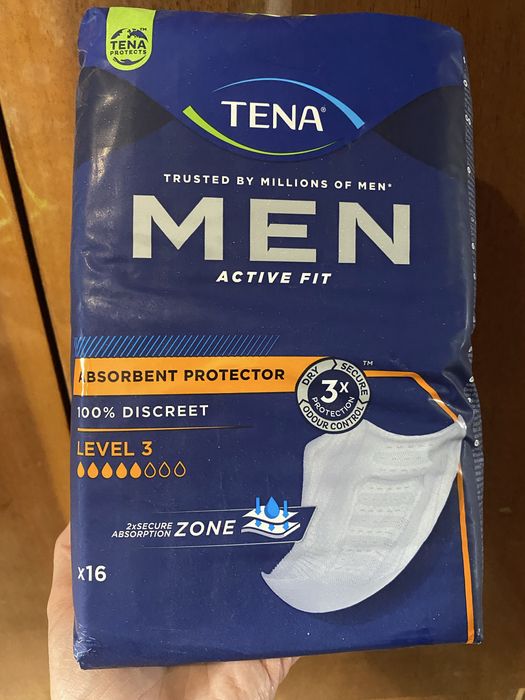 TENA
PROTECTS
TENA®
TRUSTED BY MILLIONS OF MEN*
MEN
ACTIVE FIT
ABSORBENT PROTECTOR
DRY SECURE
3X
PROTECTION
ODOUR CONTROL
TM
100% DISCREET
LEVEL 3
2xSECURE
ABSORPTION
ZONE
x16